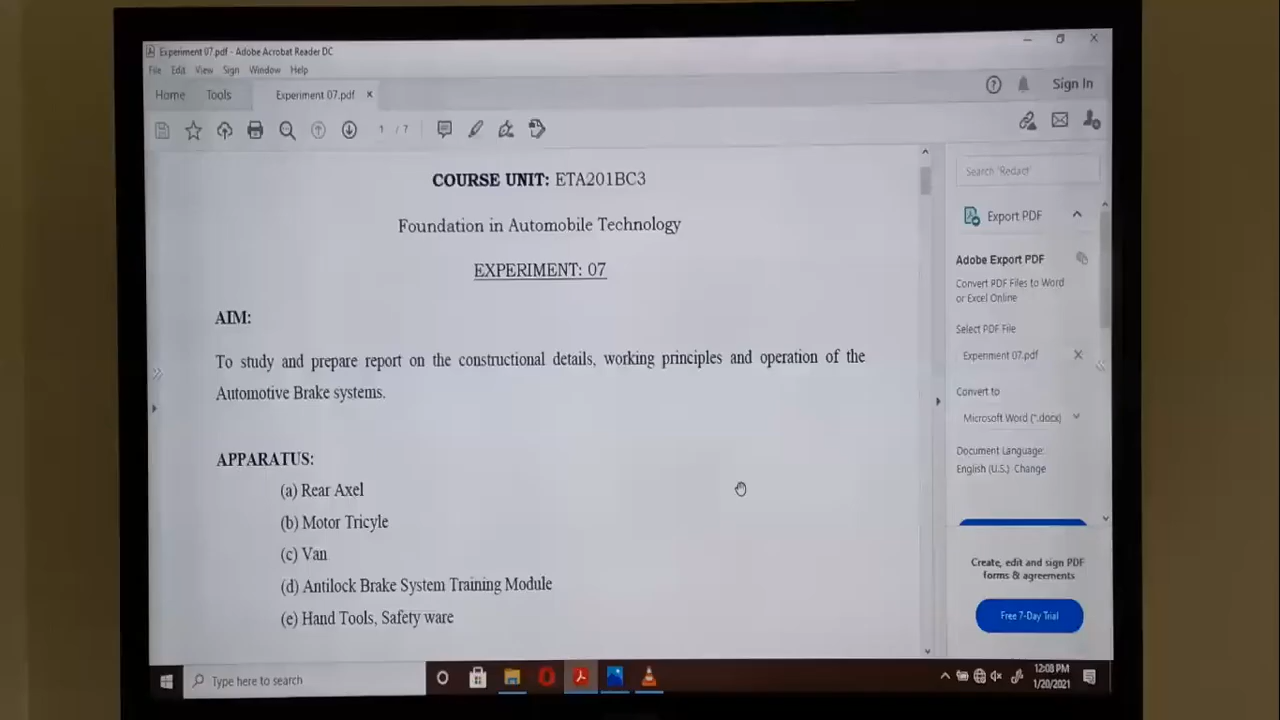 Experiment 07.pdf - Adobe Acrobat Reader DC
File Edit View Sign Window Help
Home Tools Experiment 07.pdf × Sign In
1 / 7
COURSE UNIT: ETA201BC3
Foundation in Automobile Technology
EXPERIMENT: 07
AIM:
To study and prepare report on the constructional details, working principles and operation of the
Automotive Brake systems.
APPARATUS:
(a) Rear Axel
(b) Motor Tricyle
(c) Van
(d) Antilock Brake System Training Module
(e) Hand Tools, Safety ware
Search 'Redact'
Export PDF
Adobe Export PDF
Convert PDF Files to Word
or Excel Online
Select PDF File
Experiment 07.pdf ×
Convert to
Microsoft Word (*.docx)
Document Language:
English (U.S.) Change
Create, edit and sign PDF
forms & agreements
Free 7-Day Trial
Type here to search
12:08 PM
1/20/2021